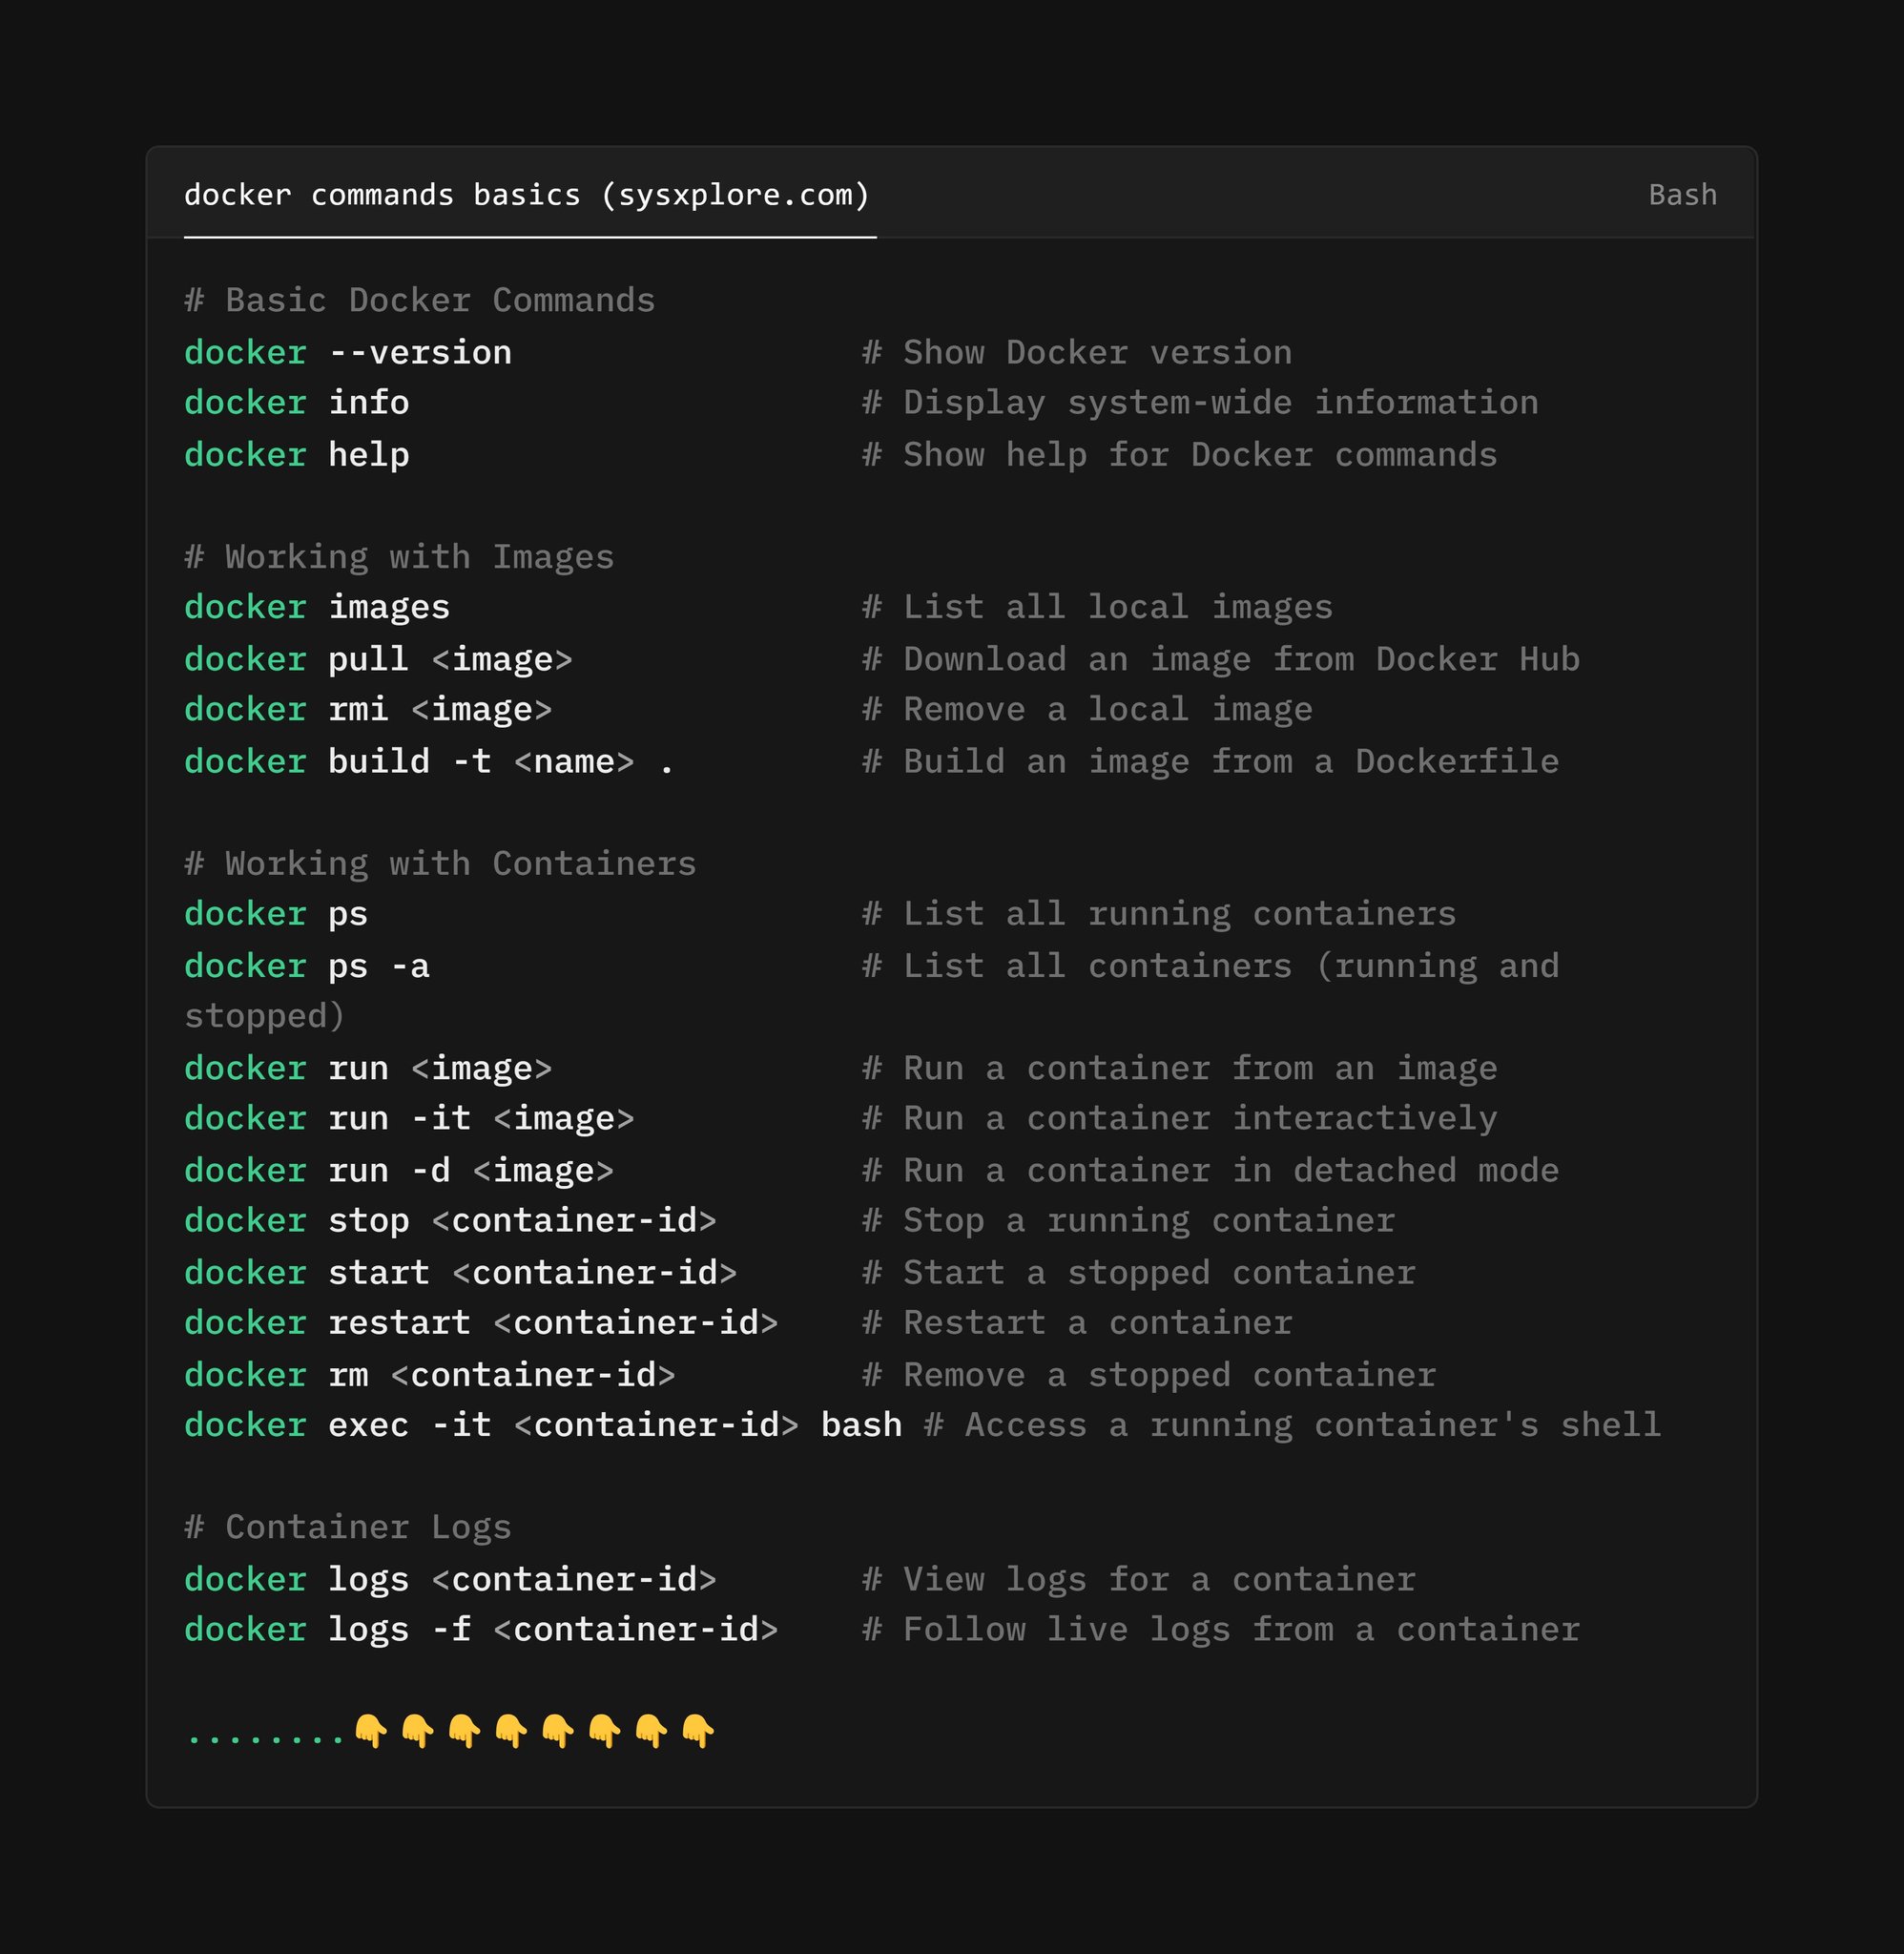 docker commands basics (sysxplore.com)
Bash
# Basic Docker Commands
docker --version                 # Show Docker version
docker info                      # Display system-wide information
docker help                      # Show help for Docker commands

# Working with Images
docker images                    # List all local images
docker pull <image>              # Download an image from Docker Hub
docker rmi <image>               # Remove a local image
docker build -t <name> .         # Build an image from a Dockerfile

# Working with Containers
docker ps                        # List all running containers
docker ps -a                     # List all containers (running and
stopped)
docker run <image>               # Run a container from an image
docker run -it <image>           # Run a container interactively
docker run -d <image>            # Run a container in detached mode
docker stop <container-id>       # Stop a running container
docker start <container-id>      # Start a stopped container
docker restart <container-id>    # Restart a container
docker rm <container-id>         # Remove a stopped container
docker exec -it <container-id> bash # Access a running container's shell

# Container Logs
docker logs <container-id>       # View logs for a container
docker logs -f <container-id>    # Follow live logs from a container

........👇👇👇👇👇👇👇👇